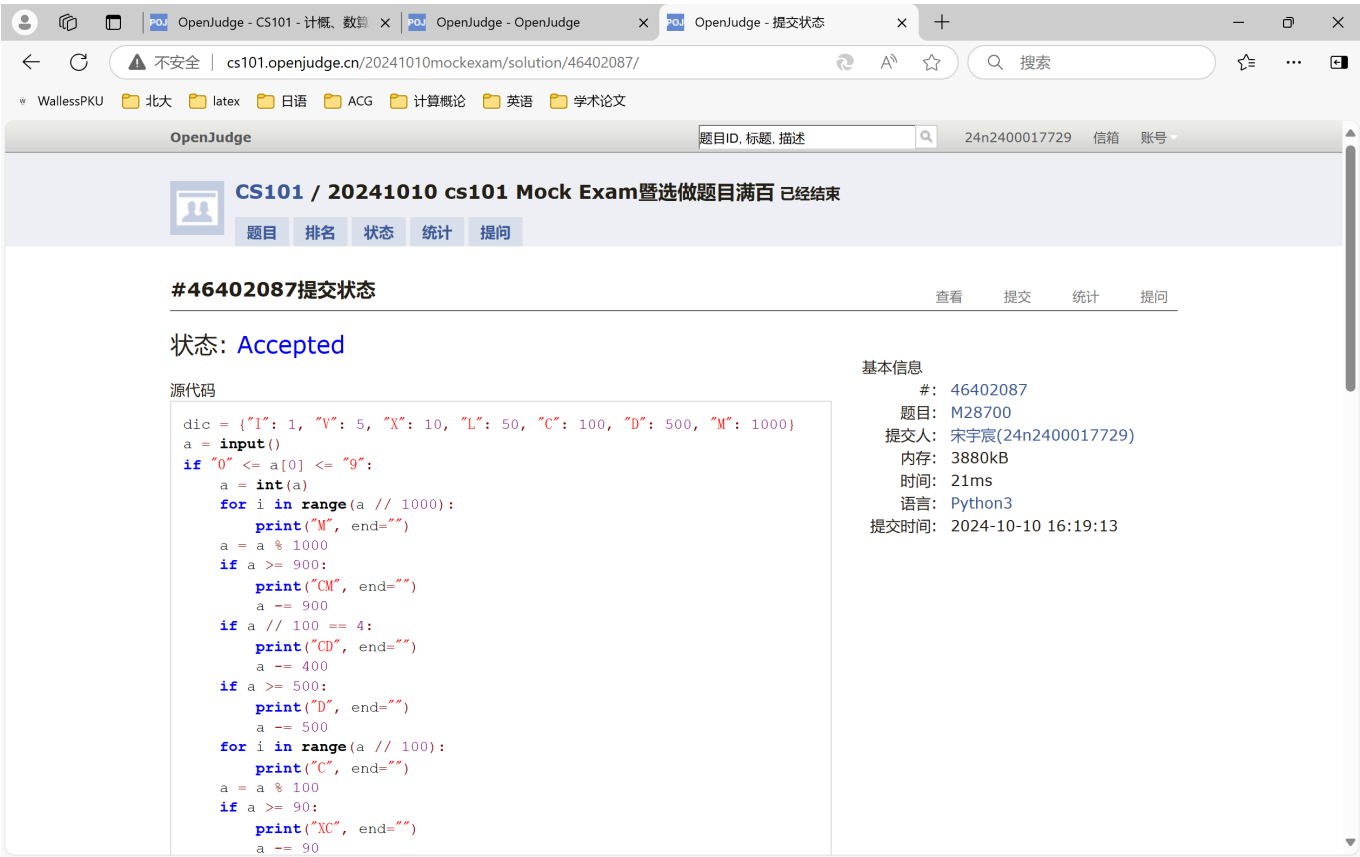 OpenJudge - CS101 - 计概、数算
OpenJudge - OpenJudge
OpenJudge - 提交状态
不安全
cs101.openjudge.cn/20241010mockexam/solution/46402087/
搜索
WallessPKU 北大 latex 日语 ACG 计算概论 英语 学术论文
OpenJudge
题目ID, 标题, 描述
24n2400017729 信箱 账号
CS101 / 20241010 cs101 Mock Exam暨选做题目满百 已经结束
题目 排名 状态 统计 提问
#46402087提交状态
查看 提交 统计 提问
状态: Accepted
源代码
dic = {"I": 1, "V": 5, "X": 10, "L": 50, "C": 100, "D": 500, "M": 1000}
a = input()
if "0" <= a[0] <= "9":
    a = int(a)
    for i in range(a // 1000):
        print("M", end="")
    a = a % 1000
    if a >= 900:
        print("CM", end="")
        a -= 900
    if a // 100 == 4:
        print("CD", end="")
        a -= 400
    if a >= 500:
        print("D", end="")
        a -= 500
    for i in range(a // 100):
        print("C", end="")
    a = a % 100
    if a >= 90:
        print("XC", end="")
        a -= 90
基本信息
#: 46402087
题目: M28700
提交人: 宋宇宸(24n2400017729)
内存: 3880kB
时间: 21ms
语言: Python3
提交时间: 2024-10-10 16:19:13